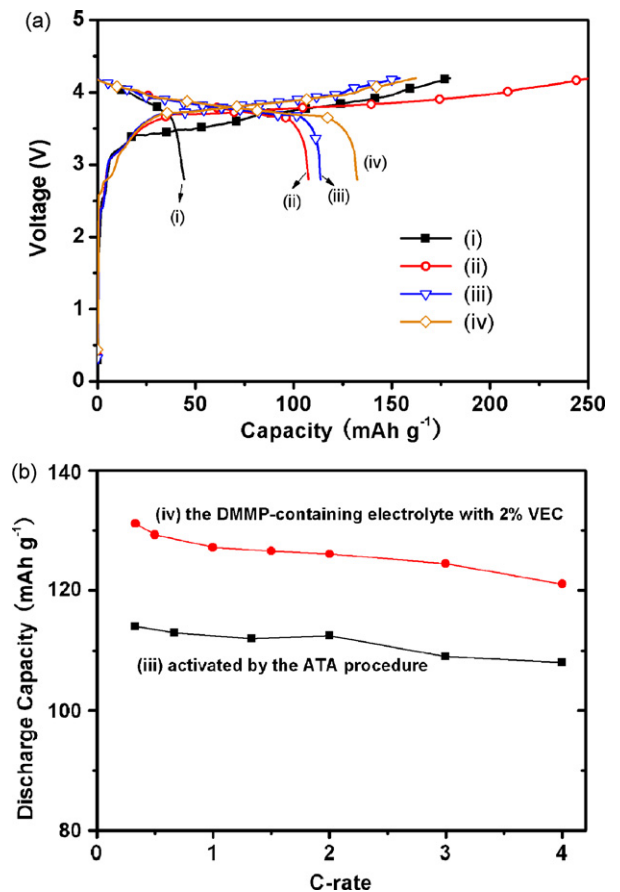 (a)
5
4
3
2
1
0
Voltage (V)
(i)
(ii)
(iii)
(iv)
(i)
(ii)
(iii)
(iv)
0 50 100 150 200 250
Capacity (mAh g⁻¹)
(b)
140
120
100
80
Discharge Capacity (mAh g⁻¹)
(iv) the DMMP-containing electrolyte with 2% VEC
(iii) activated by the ATA procedure
0 1 2 3 4
C-rate